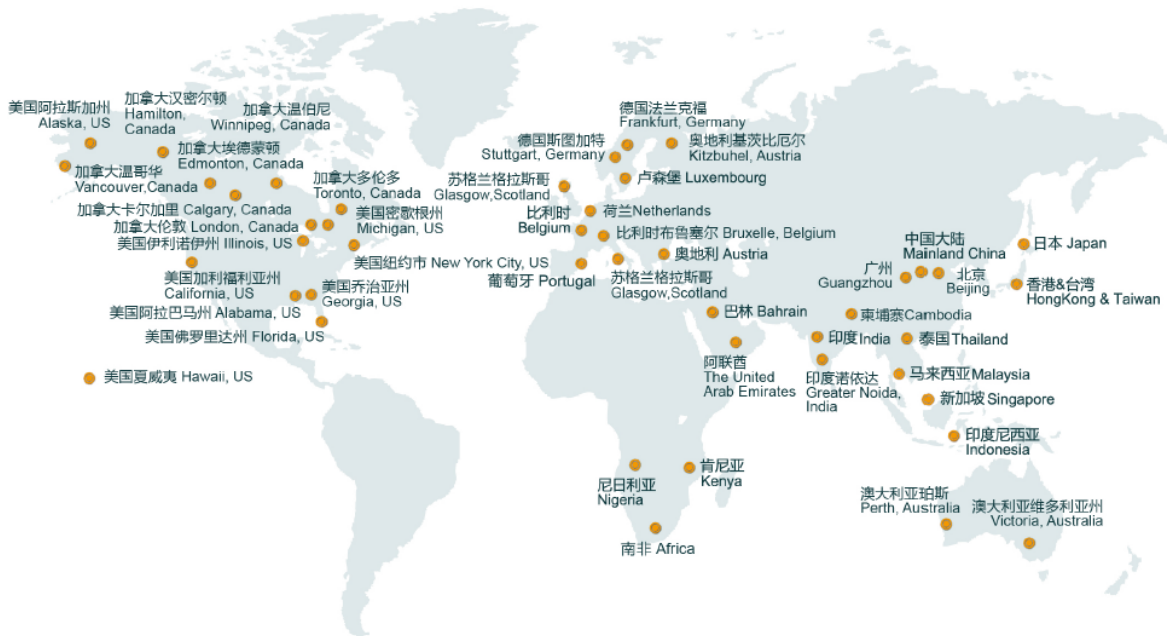 美国阿拉斯加州
Alaska, US
加拿大汉密尔顿
Hamilton,
Canada
加拿大温伯尼
Winnipeg, Canada
加拿大温哥华
Vancouver,Canada
加拿大埃德蒙顿
Edmonton, Canada
加拿大多伦多
Toronto, Canada
加拿大卡尔加里 Calgary, Canada
加拿大伦敦 London, Canada
美国密歇根州
Michigan, US
美国伊利诺伊州 Illinois, US
美国纽约市 New York City, US
美国加利福利亚州
California, US
美国乔治亚州
Georgia, US
美国阿拉巴马州 Alabama, US
美国佛罗里达州 Florida, US
美国夏威夷 Hawaii, US
德国法兰克福
Frankfurt, Germany
德国斯图加特
Stuttgart, Germany
奥地利基茨比厄尔
Kitzbuhel, Austria
苏格兰格拉斯哥
Glasgow,Scotland
卢森堡 Luxembourg
比利时
Belgium
荷兰Netherlands
比利时布鲁塞尔 Bruxelle, Belgium
奥地利 Austria
葡萄牙 Portugal
苏格兰格拉斯哥
Glasgow,Scotland
中国大陆
Mainland China
日本 Japan
广州
Guangzhou
北京
Beijing
香港&台湾
HongKong & Taiwan
巴林 Bahrain
柬埔寨Cambodia
印度India
泰国Thailand
阿联酋
The United
Arab Emirates
印度诺依达
Greater Noida,
India
马来西亚Malaysia
新加坡 Singapore
印度尼西亚
Indonesia
尼日利亚
Nigeria
肯尼亚
Kenya
南非 Africa
澳大利亚珀斯
Perth, Australia
澳大利亚维多利亚州
Victoria, Australia